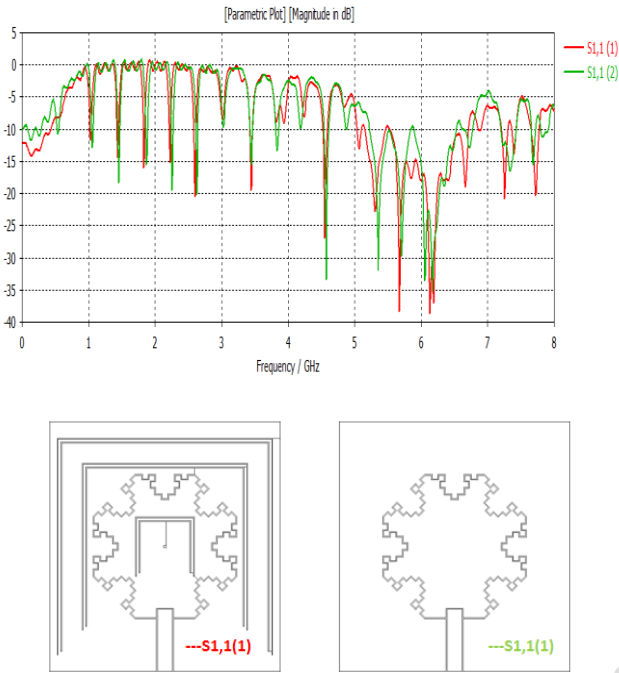 [Parametric Plot] [Magnitude in dB]
5
0
-5
-10
-15
-20
-25
-30
-35
-40
0 1 2 3 4 5 6 7 8
Frequency / GHz
S1,1 (1)
S1,1 (2)
---S1,1(1)
---S1,1(1)